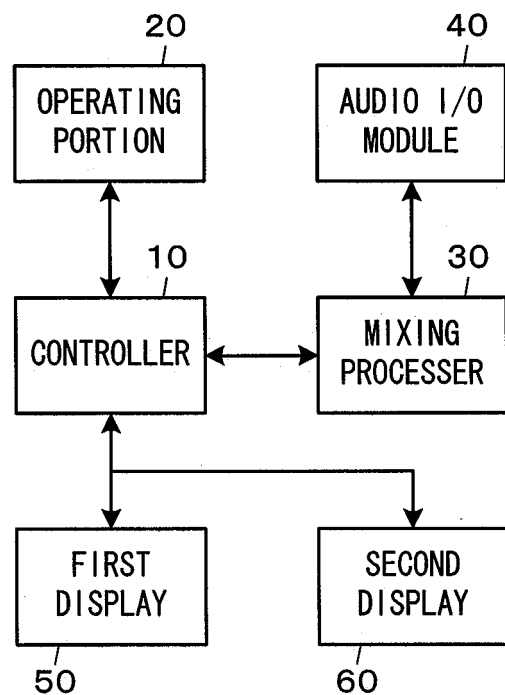 20
40
OPERATING
PORTION
AUDIO I/O
MODULE
10
30
CONTROLLER
MIXING
PROCESSER
FIRST
DISPLAY
SECOND
DISPLAY
50
60